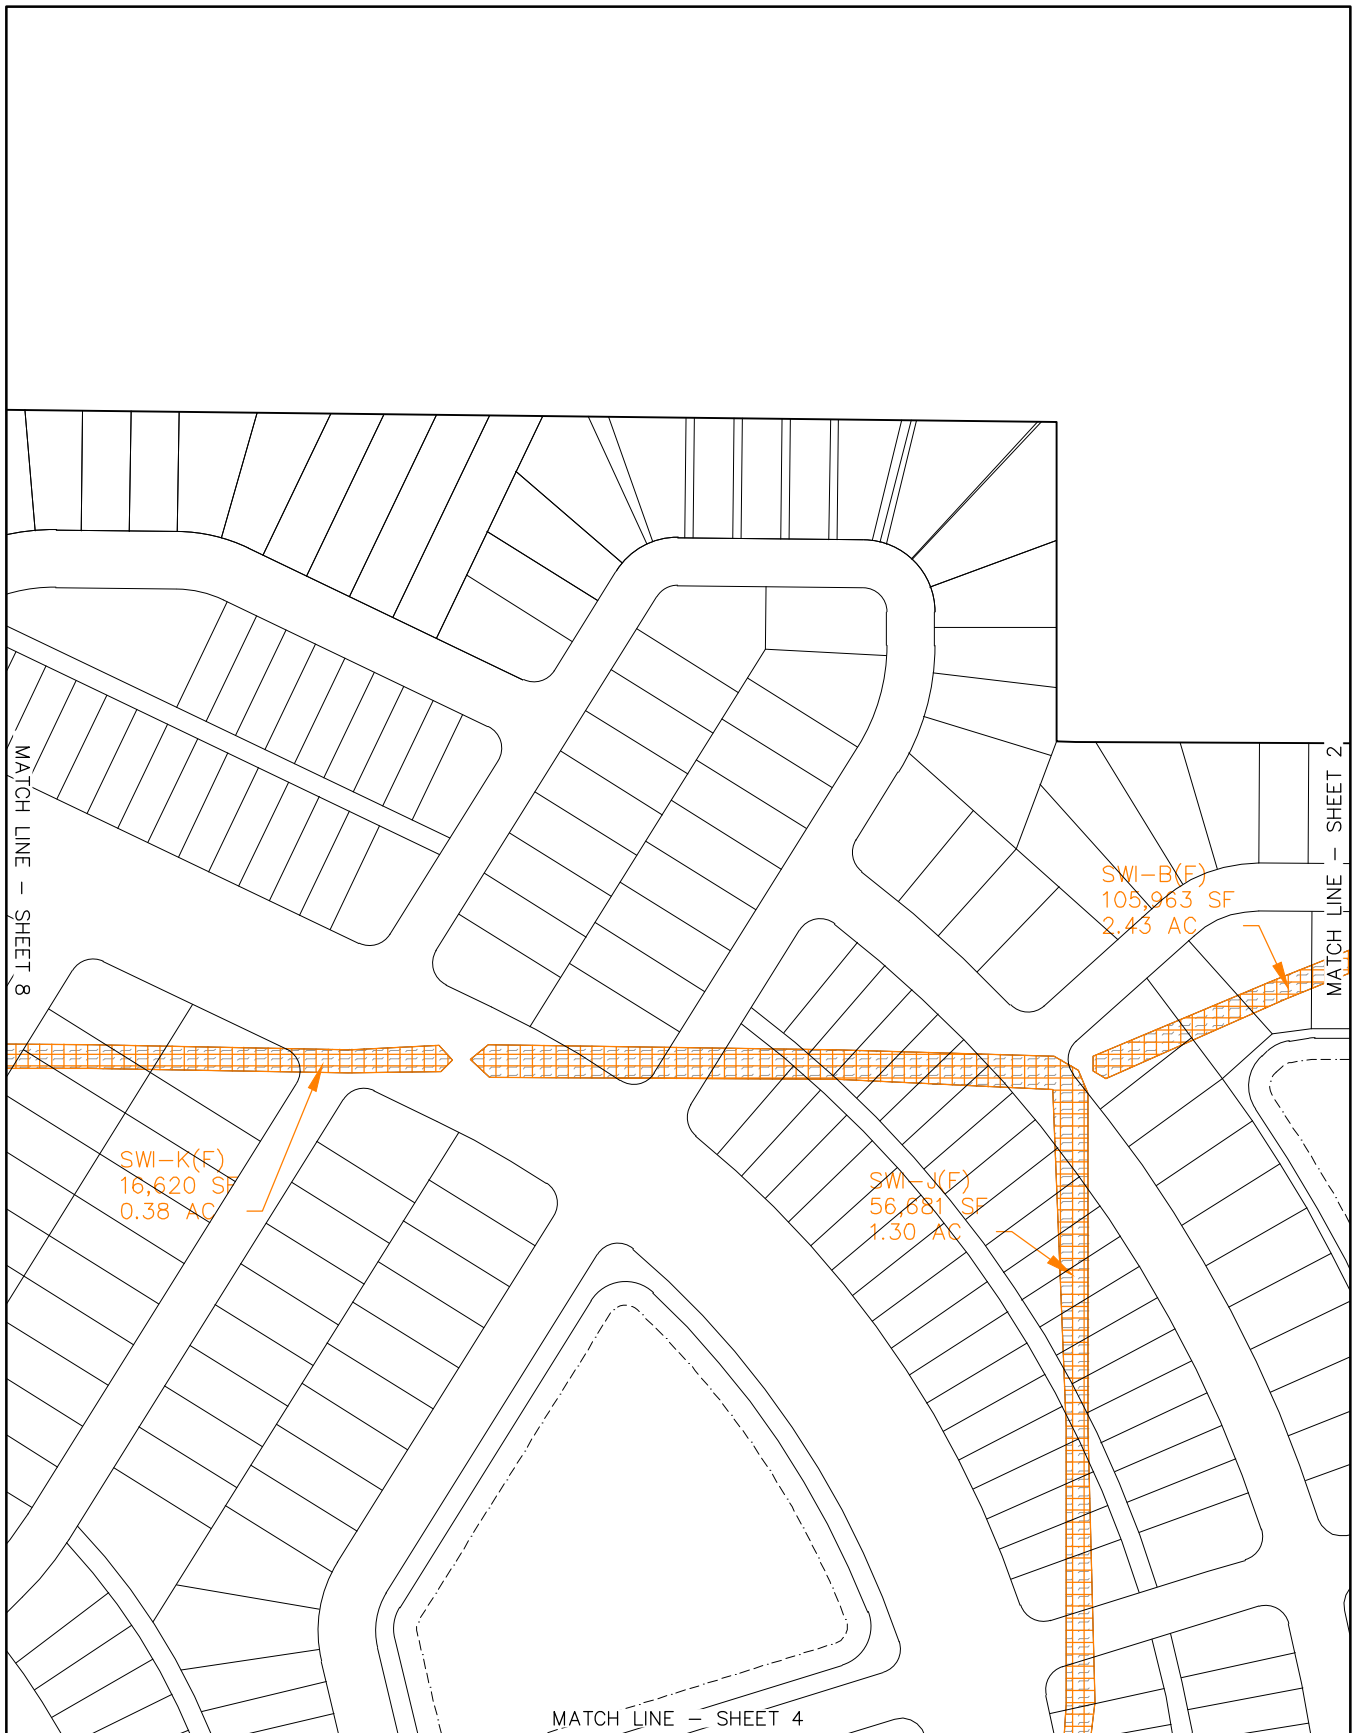 MATCH LINE - SHEET 8
MATCH LINE - SHEET 2
SWI-B(F)
105,963 SF
2.43 AC
SWI-K(F)
16,620 SF
0.38 AC
SWI-J(F)
56,681 SF
1.30 AC
MATCH LINE - SHEET 4